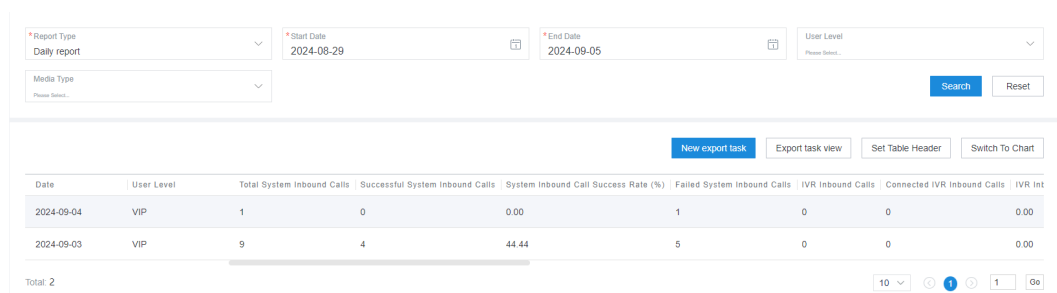 * Report Type
Daily report
* Start Date
2024-08-29
* End Date
2024-09-05
User Level
Please Select...
Media Type
Please Select...
Search Reset
New export task Export task view Set Table Header Switch To Chart
Date User Level Total System Inbound Calls Successful System Inbound Calls System Inbound Call Success Rate (%) Failed System Inbound Calls IVR Inbound Calls Connected IVR Inbound Calls IVR Int
2024-09-04 VIP 1 0 0.00 1 0 0 0.00
2024-09-03 VIP 9 4 44.44 5 0 0 0.00
Total: 2 10 1 1 Go